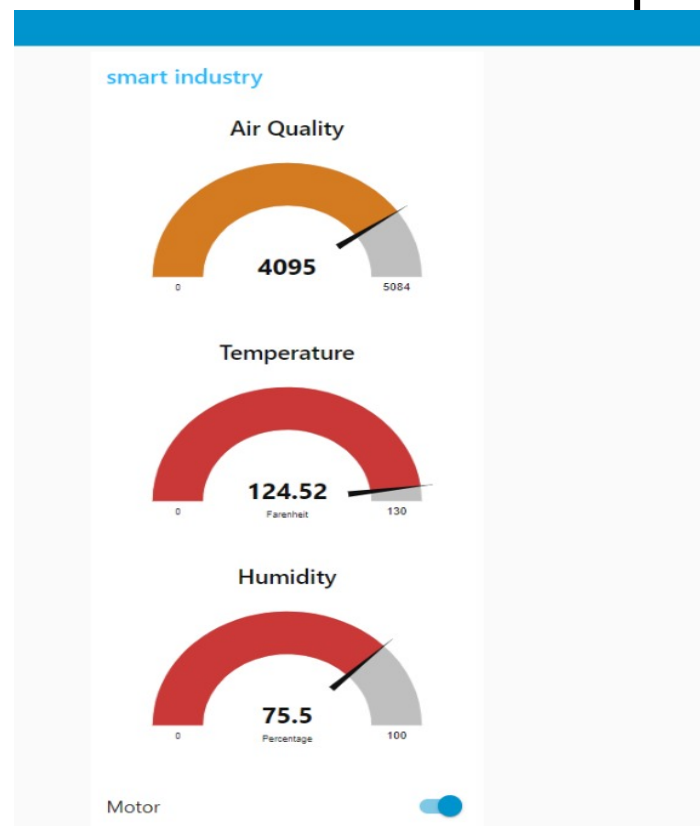 smart industry
Air Quality
4095
0 5084
Temperature
124.52
Farenheit
0 130
Humidity
75.5
Percentage
0 100
Motor